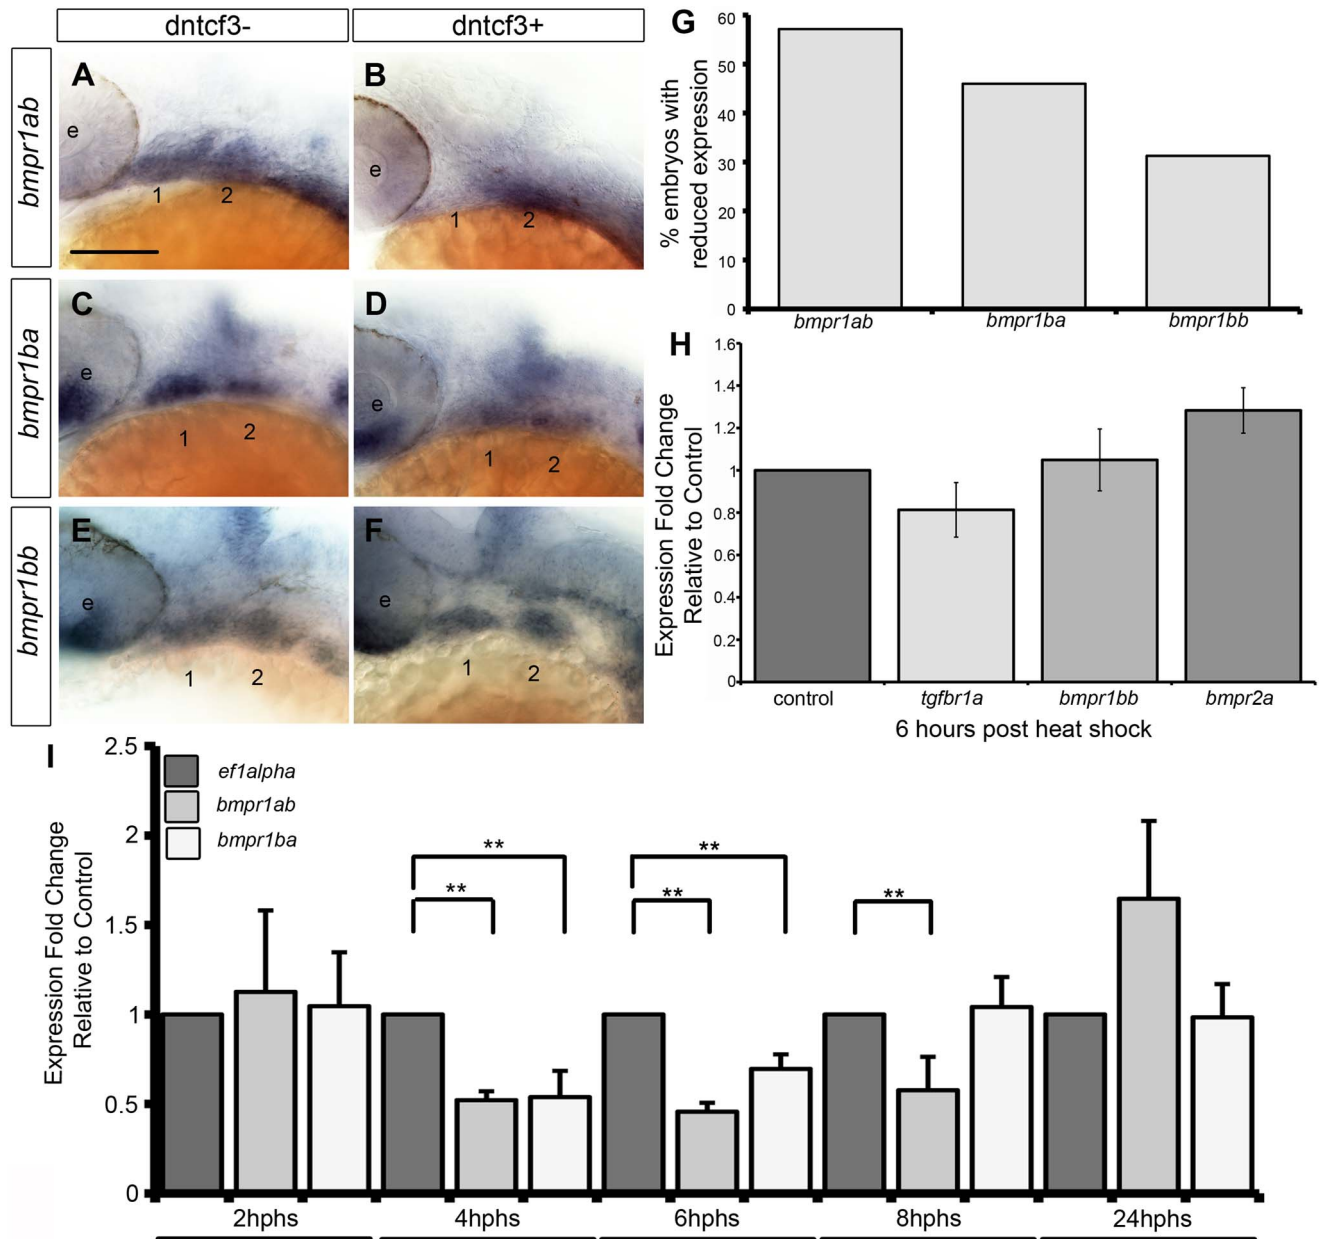 dntcf3-
dntcf3+
bmpr1ab
A
e
1
2
B
e
1
2
bmpr1ba
C
e
1
2
D
e
1
2
bmpr1bb
E
e
1
2
F
e
1
2
G
% embryos with
reduced expression
60
50
40
30
20
10
0
bmpr1ab
bmpr1ba
bmpr1bb
H
Expression Fold Change
Relative to Control
1.6
1.4
1.2
1
0.8
0.6
0.4
0.2
0
control
tgfbr1a
bmpr1bb
bmpr2a
6 hours post heat shock
I
Expression Fold Change
Relative to Control
2.5
2
1.5
1
0.5
0
ef1alpha
bmpr1ab
bmpr1ba
**
**
**
**
**
2hphs
4hphs
6hphs
8hphs
24hphs